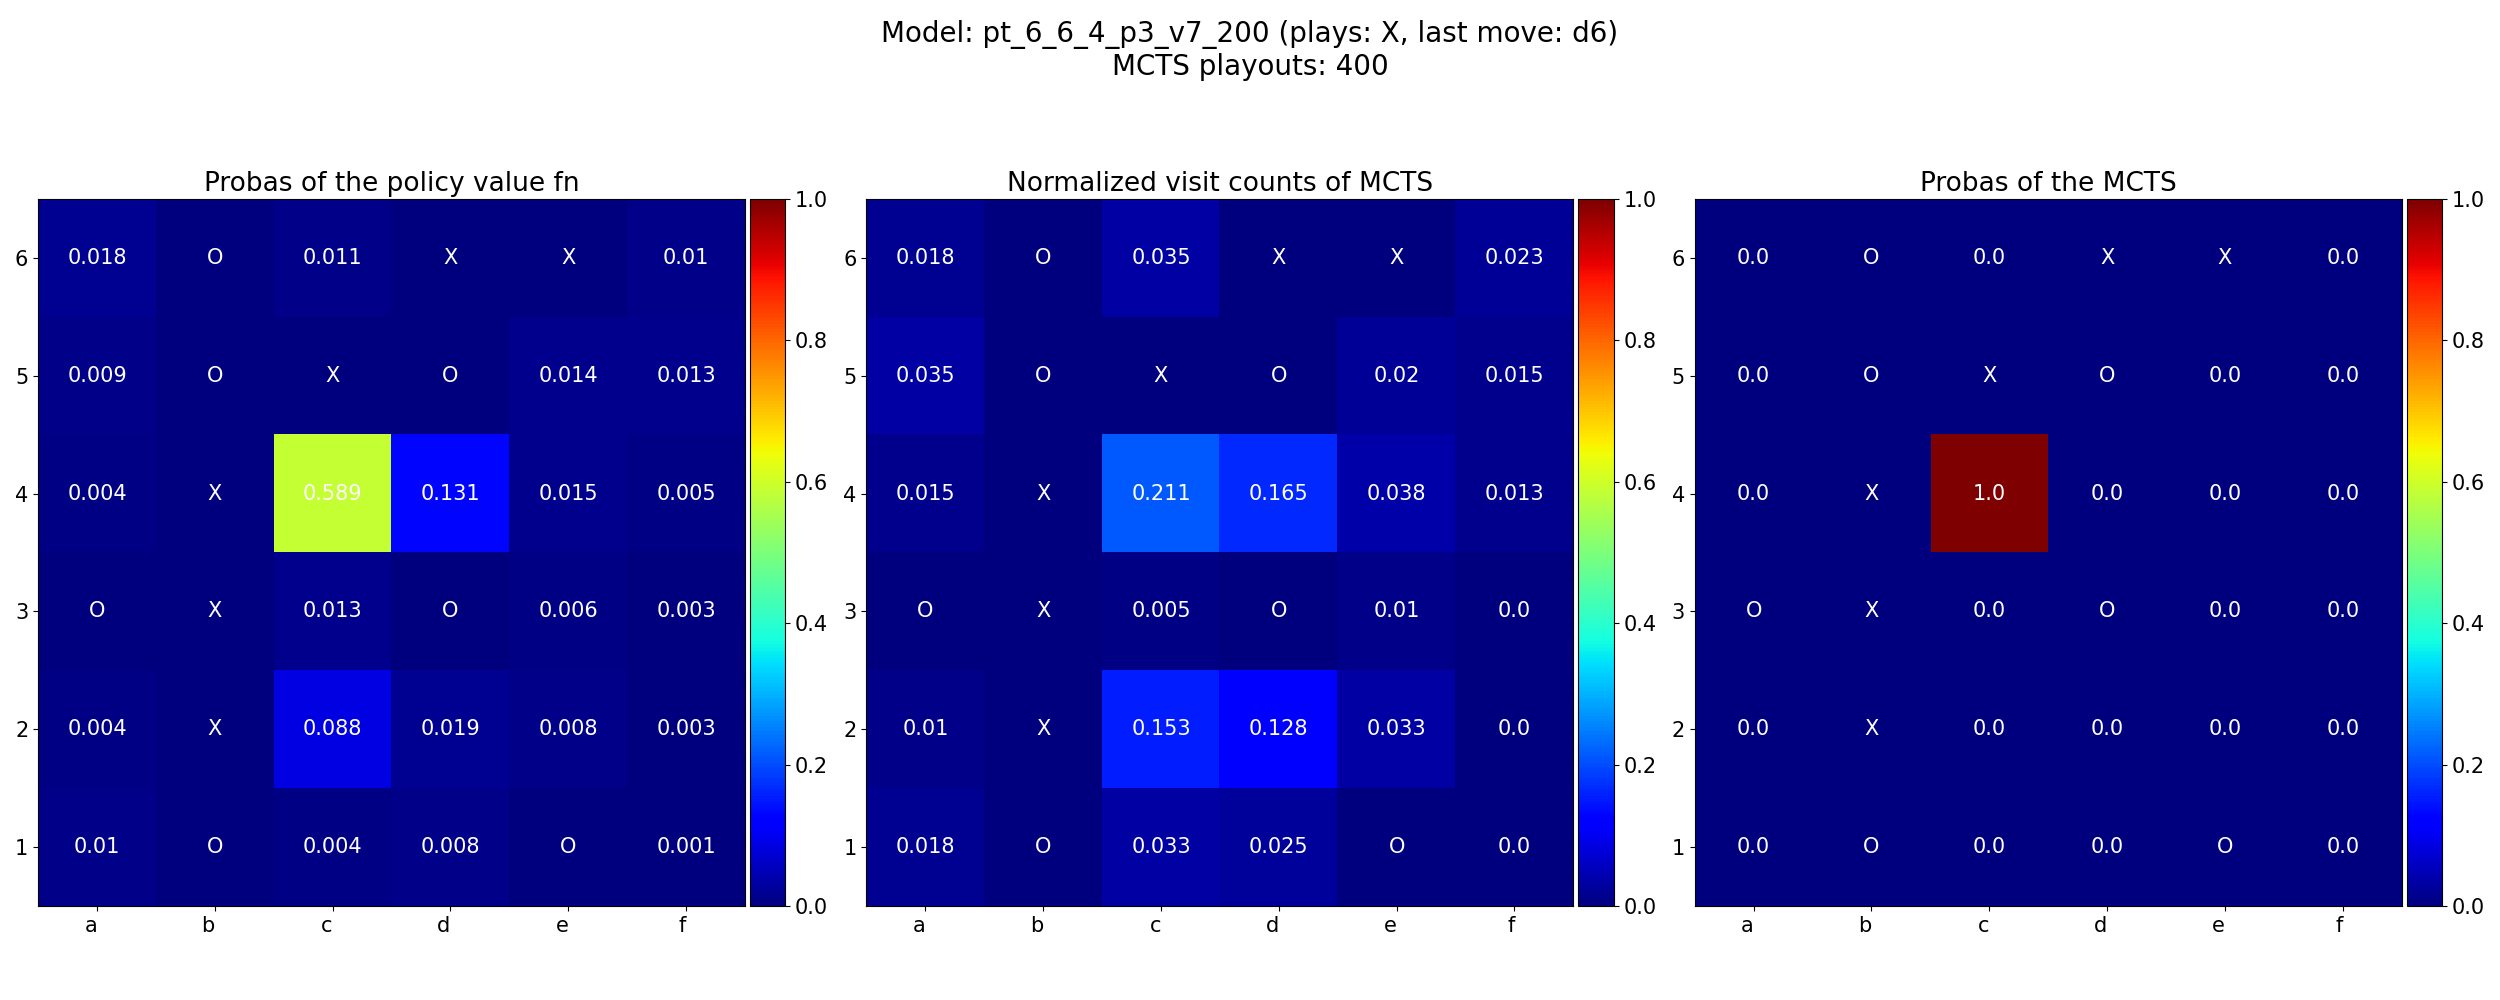 Model: pt_6_6_4_p3_v7_200 (plays: X, last move: d6)
MCTS playouts: 400
Probas of the policy value fn
1.0
6 0.018 O 0.011 X X 0.01
5 0.009 O X O 0.014 0.013
0.8
4 0.004 X 0.589 0.131 0.015 0.005
0.6
3 O X 0.013 O 0.006 0.003
0.4
2 0.004 X 0.088 0.019 0.008 0.003
0.2
1 0.01 O 0.004 0.008 O 0.001
0.0
a b c d e f
Normalized visit counts of MCTS
1.0
6 0.018 O 0.035 X X 0.023
5 0.035 O X O 0.02 0.015
0.8
4 0.015 X 0.211 0.165 0.038 0.013
0.6
3 O X 0.005 O 0.01 0.0
0.4
2 0.01 X 0.153 0.128 0.033 0.0
0.2
1 0.018 O 0.033 0.025 O 0.0
0.0
a b c d e f
Probas of the MCTS
1.0
6 0.0 O 0.0 X X 0.0
5 0.0 O X O 0.0 0.0
0.8
4 0.0 X 1.0 0.0 0.0 0.0
0.6
3 O X 0.0 O 0.0 0.0
0.4
2 0.0 X 0.0 0.0 0.0 0.0
0.2
1 0.0 O 0.0 0.0 O 0.0
0.0
a b c d e f